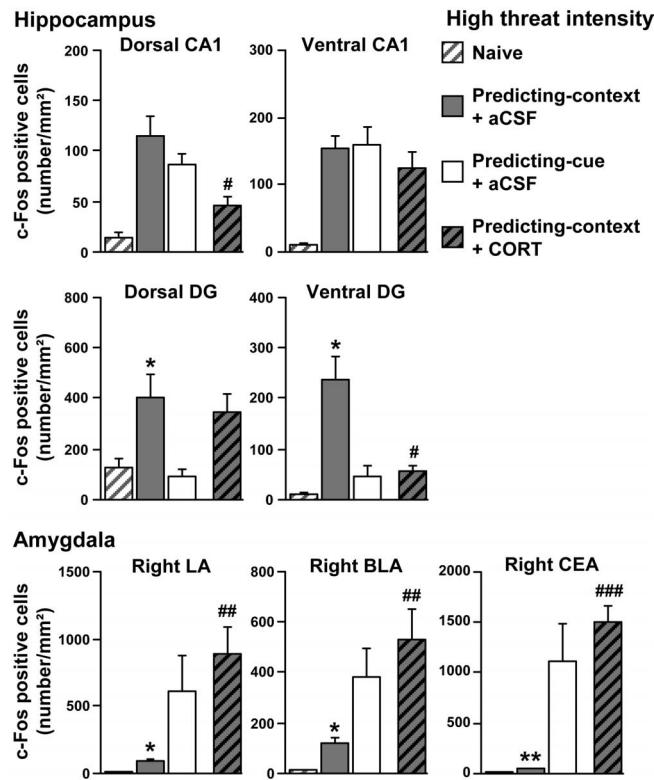 Hippocampus
High threat intensity
Dorsal CA1
Ventral CA1
Naive
Predicting-context
+ aCSF
Predicting-cue
+ aCSF
Predicting-context
+ CORT
c-Fos positive cells
(number/mm²)
200
150
100
50
0
#
300
200
100
0
Dorsal DG
Ventral DG
c-Fos positive cells
(number/mm²)
800
600
400
200
0
*
400
300
200
100
0
*
#
Amygdala
Right LA
Right BLA
Right CEA
c-Fos positive cells
(number/mm²)
1500
1000
500
0
*
##
800
600
400
200
0
*
##
2000
1500
1000
500
0
**
###